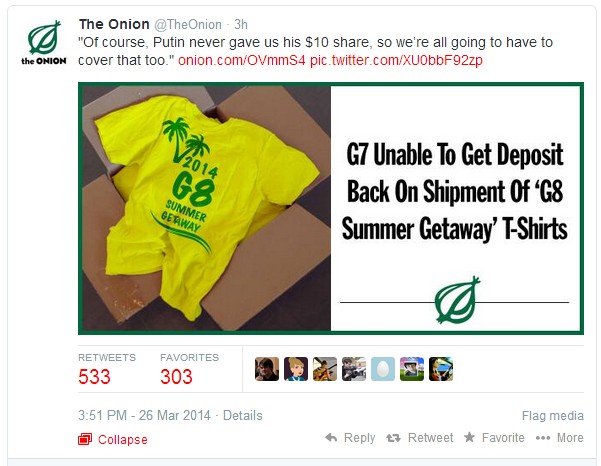 The Onion @TheOnion · 3h
"Of course, Putin never gave us his $10 share, so we're all going to have to
cover that too." onion.com/OVmmS4 pic.twitter.com/XU0bbF92zp
the ONION
2014
G8
SUMMER
GETAWAY
G7 Unable To Get Deposit
Back On Shipment Of ‘G8
Summer Getaway’ T-Shirts
RETWEETS FAVORITES
533 303
3:51 PM - 26 Mar 2014 · Details Flag media
Collapse Reply Retweet Favorite More